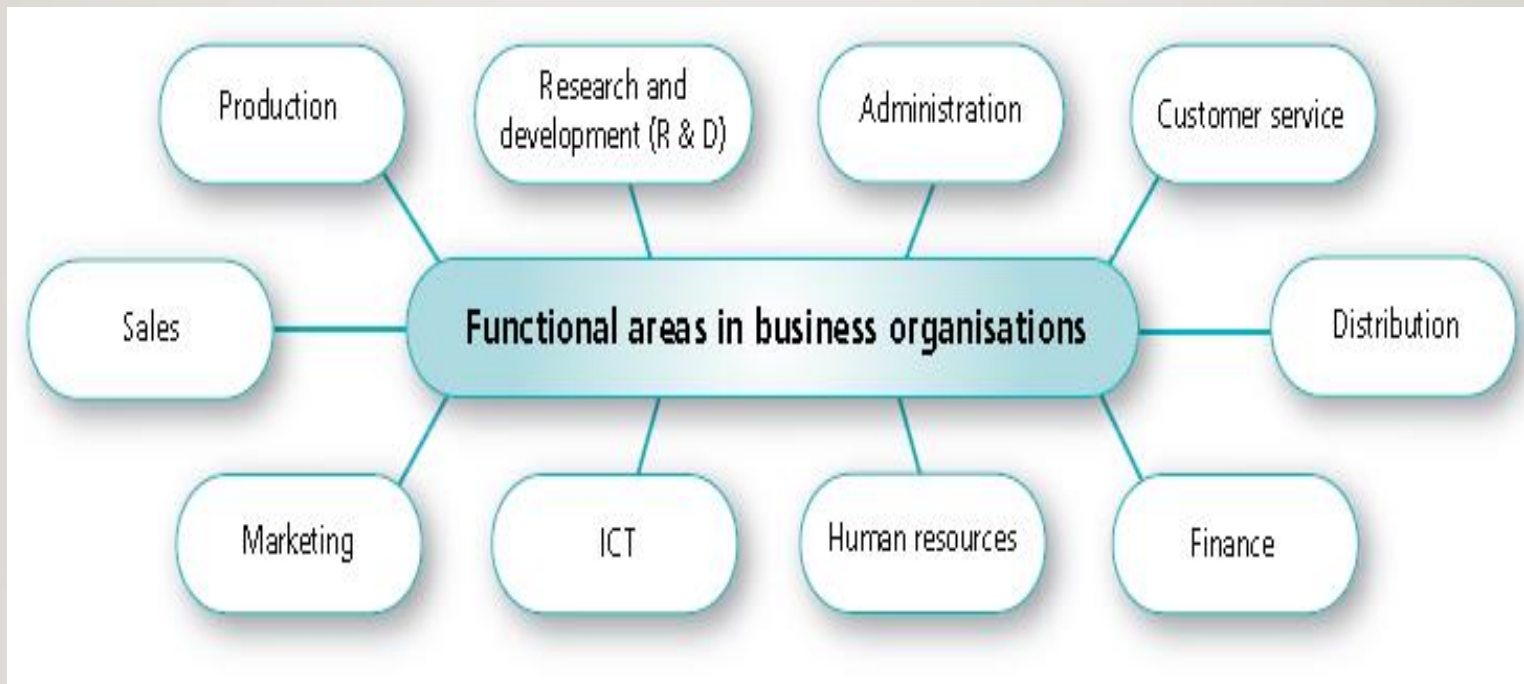 Production
Research and
development (R & D)
Administration
Customer service
Sales
Functional areas in business organisations
Distribution
Marketing
ICT
Human resources
Finance